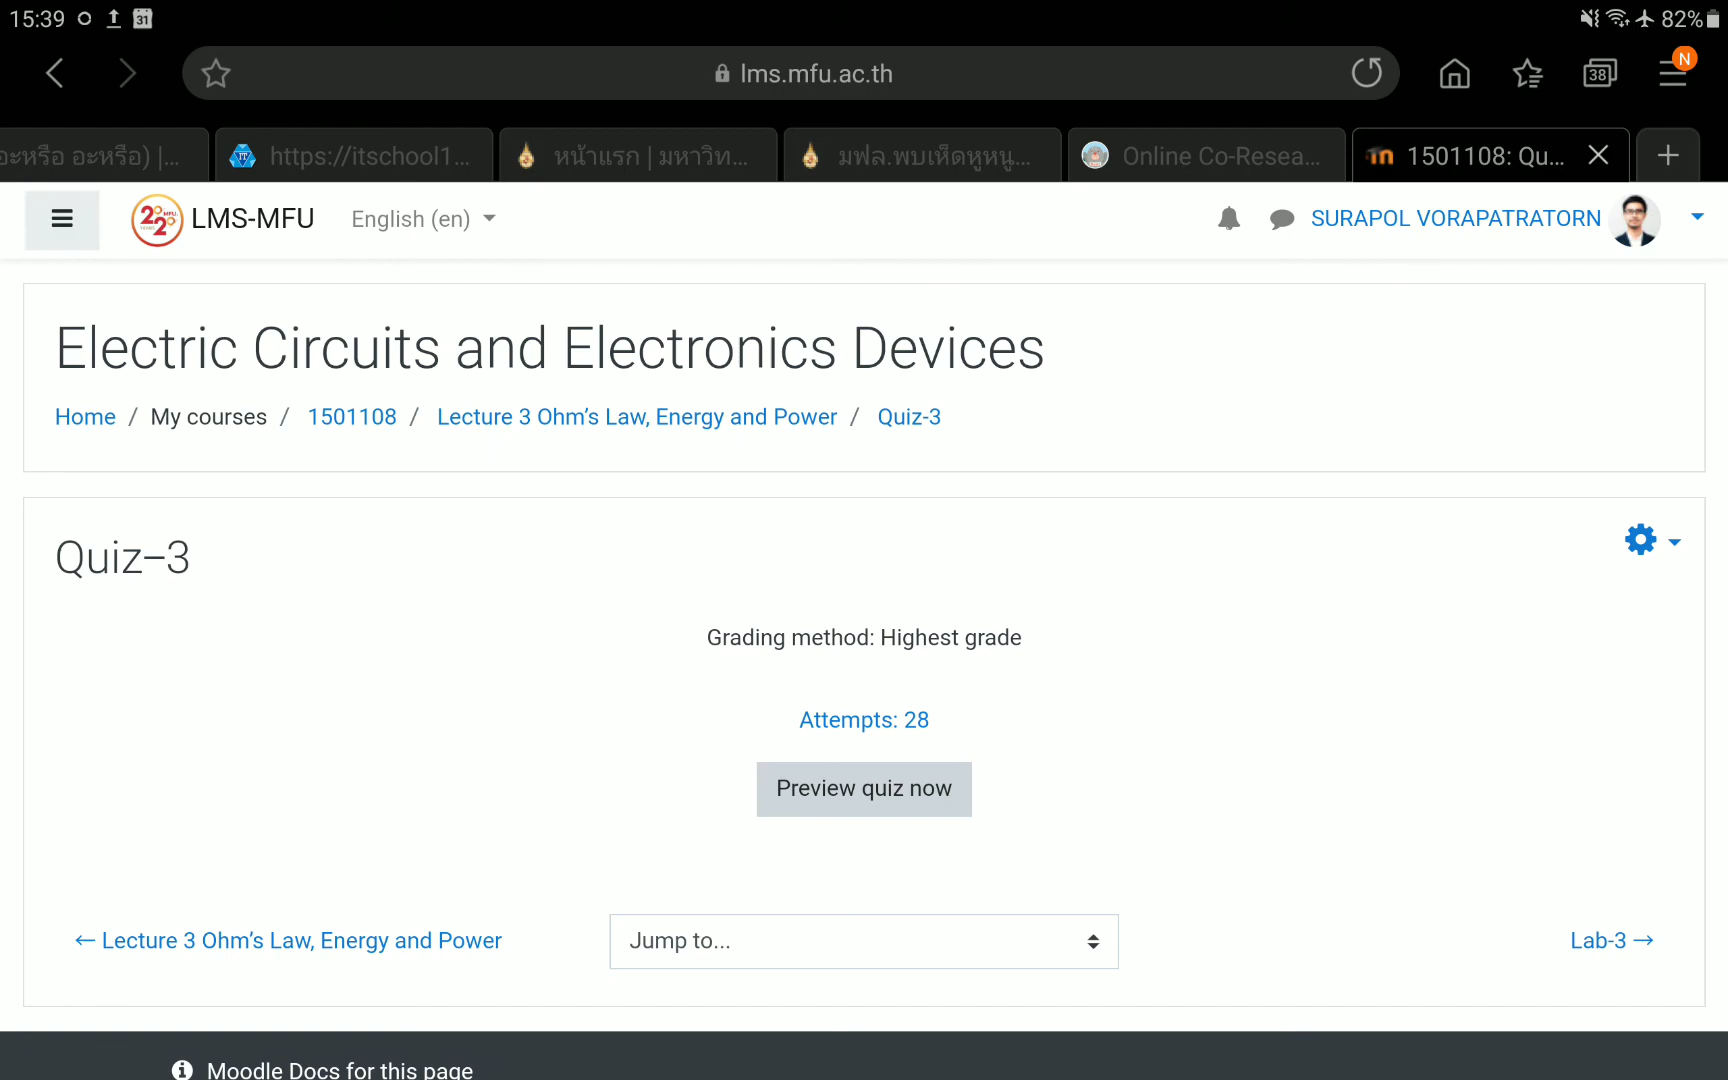 15:39 31 82%
lms.mfu.ac.th 38 N
อะหรือ อะหรือ) |... https://itschool1... หน้าแรก | มหาวิท... มฟล.พบเห็ดหูหนู... Online Co-Resea... 1501108: Qu...
LMS-MFU English (en) SURAPOL VORAPATRATORN
Electric Circuits and Electronics Devices
Home / My courses / 1501108 / Lecture 3 Ohm’s Law, Energy and Power / Quiz-3
Quiz–3
Grading method: Highest grade
Attempts: 28
Preview quiz now
← Lecture 3 Ohm’s Law, Energy and Power Jump to... Lab-3 →
Moodle Docs for this page